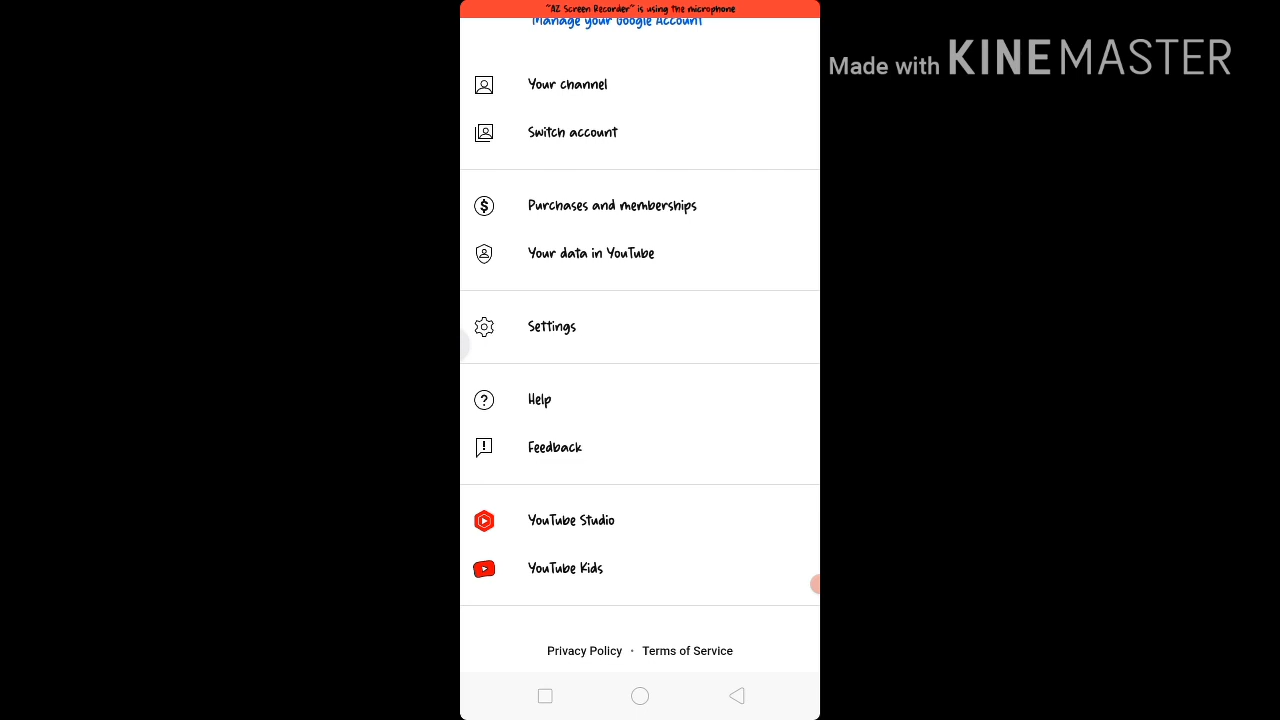 "AZ Screen Recorder" is using the microphone
Manage your Google Account
Made with KINEMASTER
Your channel
Switch account
Purchases and memberships
Your data in YouTube
Settings
Help
Feedback
YouTube Studio
YouTube Kids
Privacy Policy • Terms of Service